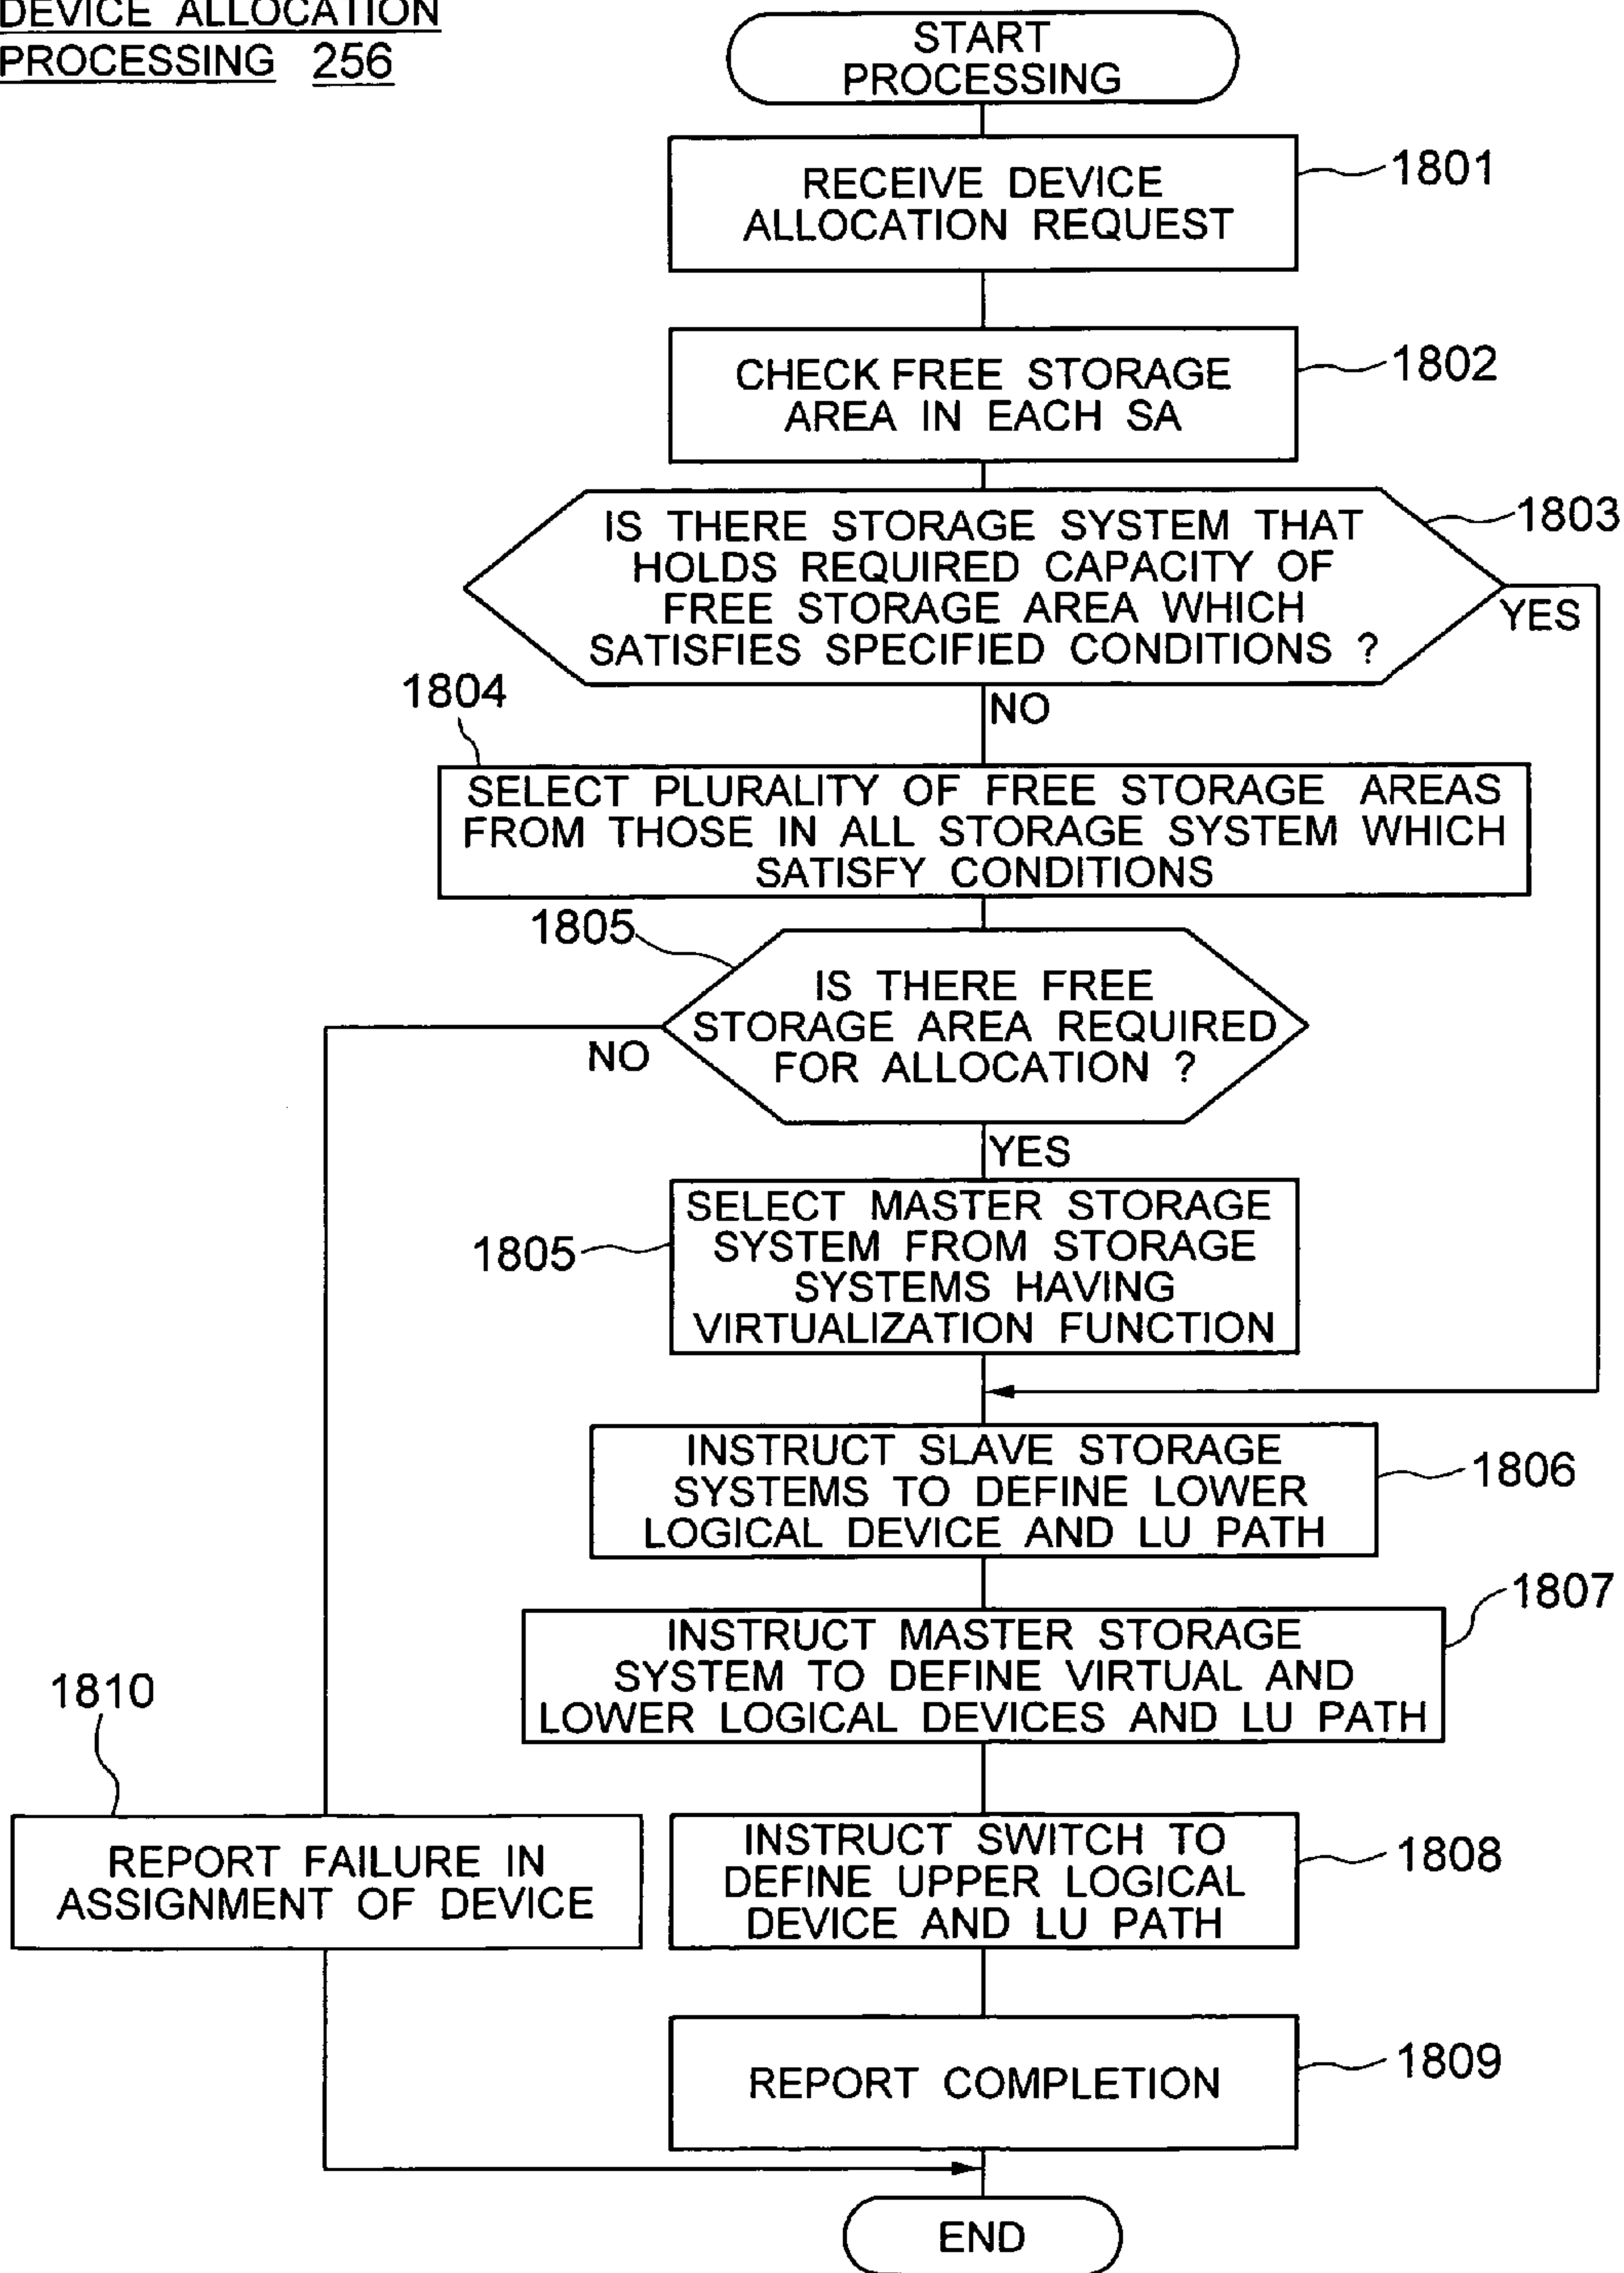 DEVICE ALLOCATION
PROCESSING 256
START
PROCESSING
RECEIVE DEVICE
ALLOCATION REQUEST
1801
CHECK FREE STORAGE
AREA IN EACH SA
1802
IS THERE STORAGE SYSTEM THAT
HOLDS REQUIRED CAPACITY OF
FREE STORAGE AREA WHICH
SATISFIES SPECIFIED CONDITIONS ?
1803
YES
NO
1804
SELECT PLURALITY OF FREE STORAGE AREAS
FROM THOSE IN ALL STORAGE SYSTEM WHICH
SATISFY CONDITIONS
1805
IS THERE FREE
STORAGE AREA REQUIRED
FOR ALLOCATION ?
NO
YES
SELECT MASTER STORAGE
SYSTEM FROM STORAGE
SYSTEMS HAVING
VIRTUALIZATION FUNCTION
1805
INSTRUCT SLAVE STORAGE
SYSTEMS TO DEFINE LOWER
LOGICAL DEVICE AND LU PATH
1806
INSTRUCT MASTER STORAGE
SYSTEM TO DEFINE VIRTUAL AND
LOWER LOGICAL DEVICES AND LU PATH
1807
1810
REPORT FAILURE IN
ASSIGNMENT OF DEVICE
INSTRUCT SWITCH TO
DEFINE UPPER LOGICAL
DEVICE AND LU PATH
1808
REPORT COMPLETION
1809
END